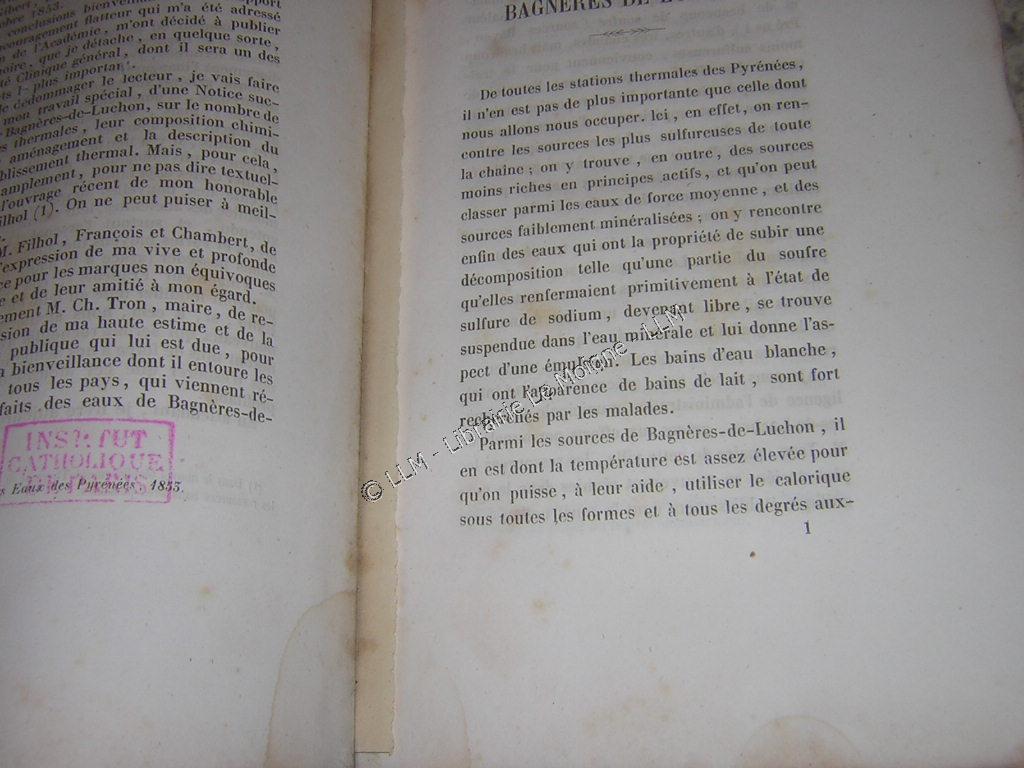 rapport
1853.
conclusions
encouragement flatteur qui m'a été adressé
de l'Académie, m'ont décidé à publier
que je détache, en quelque sorte,
Clinique général, dont il sera un des
plus
dédommager le lecteur, je vais faire
mon travail spécial, d'une Notice suc-
Bagnères-de-Luchon, sur le nombre de
thermales, leur composition chimi-
aménagement et la description du
thermal. Mais, pour cela,
amplement, pour ne pas dire textuel-
l'ouvrage récent de mon honorable
Filhol (1). On ne peut puiser à meil-
M. Filhol, François et Chambert, de
l'expression de ma vive et profonde
pour les marques non équivoques
e et de leur amitié à mon égard.
M. Ch. Tron, maire, de re-
sion de ma haute estime et de la
publique qui lui est due, pour
a bienveillance dont il entoure les
tous les pays, qui viennent ré-
faits des eaux de Bagnères-de-
INSTITUT
CATHOLIQUE
s Eaux des Pyrénées, 1853.
BAGNÈRES DE
De toutes les stations thermales des Pyrénées,
il n'en est pas de plus importante que celle dont
nous allons nous occuper. Ici, en effet, on ren-
contre les sources les plus sulfureuses de toute
la chaîne; on y trouve, en outre, des sources
moins riches en principes actifs, et qu'on peut
classer parmi les eaux de force moyenne, et des
sources faiblement minéralisées; on y rencontre
enfin des eaux qui ont la propriété de subir une
décomposition telle qu'une partie du soufre
qu'elles renfermaient primitivement à l'état de
sulfure de sodium, devenant libre, se trouve
suspendue dans l'eau minérale et lui donne l'as-
pect d'une émulsion. Les bains d'eau blanche,
qui ont l'apparence de bains de lait, sont fort
recherchés par les malades.
Parmi les sources de Bagnères-de-Luchon, il
en est dont la température est assez élevée pour
qu'on puisse, à leur aide, utiliser le calorique
sous toutes les formes et à tous les degrés aux-
1
© LLM - Librairie Le Moigne - LLM